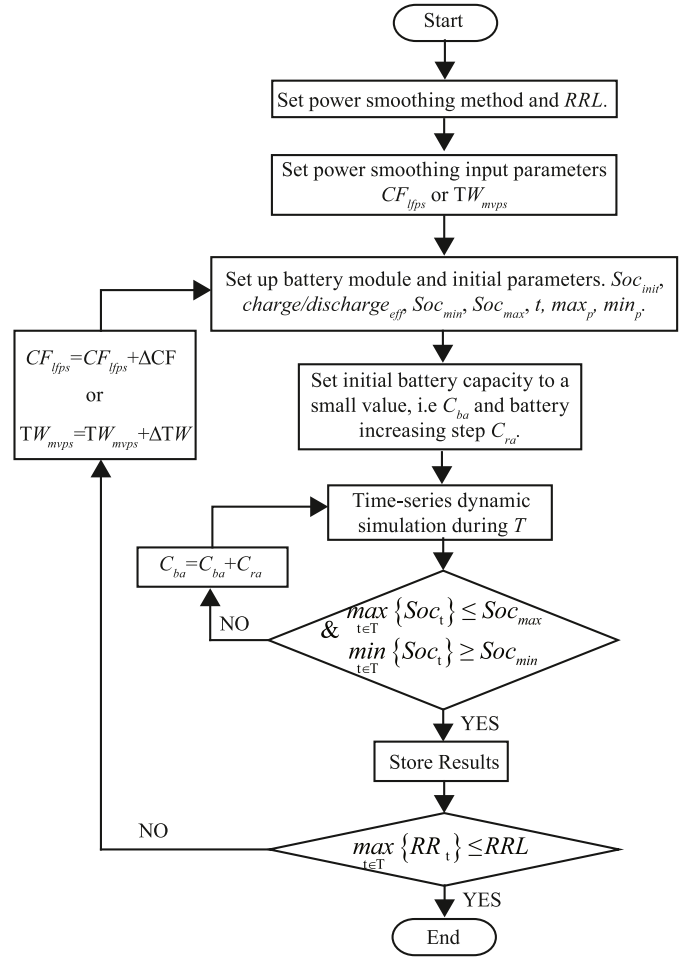 Start
Set power smoothing method and RRL.
Set power smoothing input parameters
CF_lfps or TW_mvps
Set up battery module and initial parameters. Soc_init,
charge/discharge_eff, Soc_min, Soc_max, t, max_p, min_p.
CF_lfps=CF_lfps+ΔCF
or
TW_mvps=TW_mvps+ΔTW
Set initial battery capacity to a
small value, i.e C_ba and battery
increasing step C_ra.
Time-series dynamic
simulation during T
C_ba=C_ba+C_ra
NO
& max_{t∈T} {Soc_t} ≤ Soc_max
min_{t∈T} {Soc_t} ≥ Soc_min
YES
Store Results
NO
max_{t∈T} {RR_t} ≤RRL
YES
End